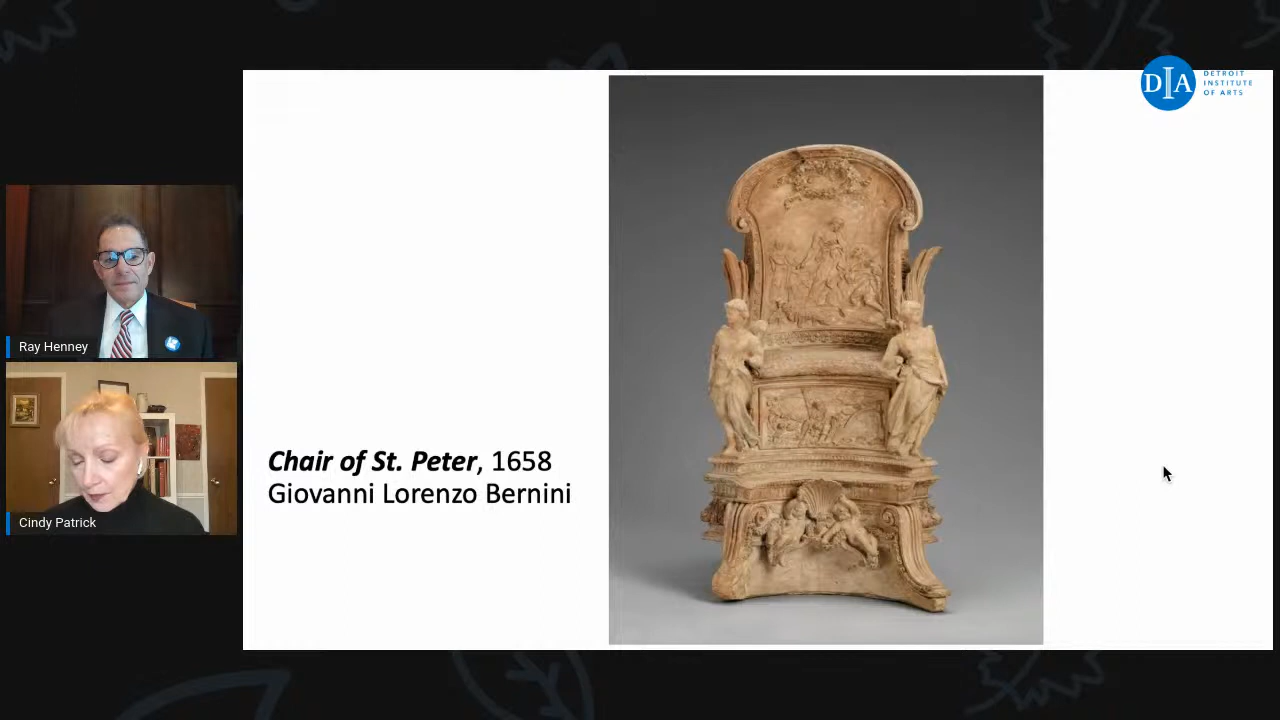 DIA
DETROIT
INSTITUTE
OF ARTS
Ray Henney
Cindy Patrick
Chair of St. Peter, 1658
Giovanni Lorenzo Bernini